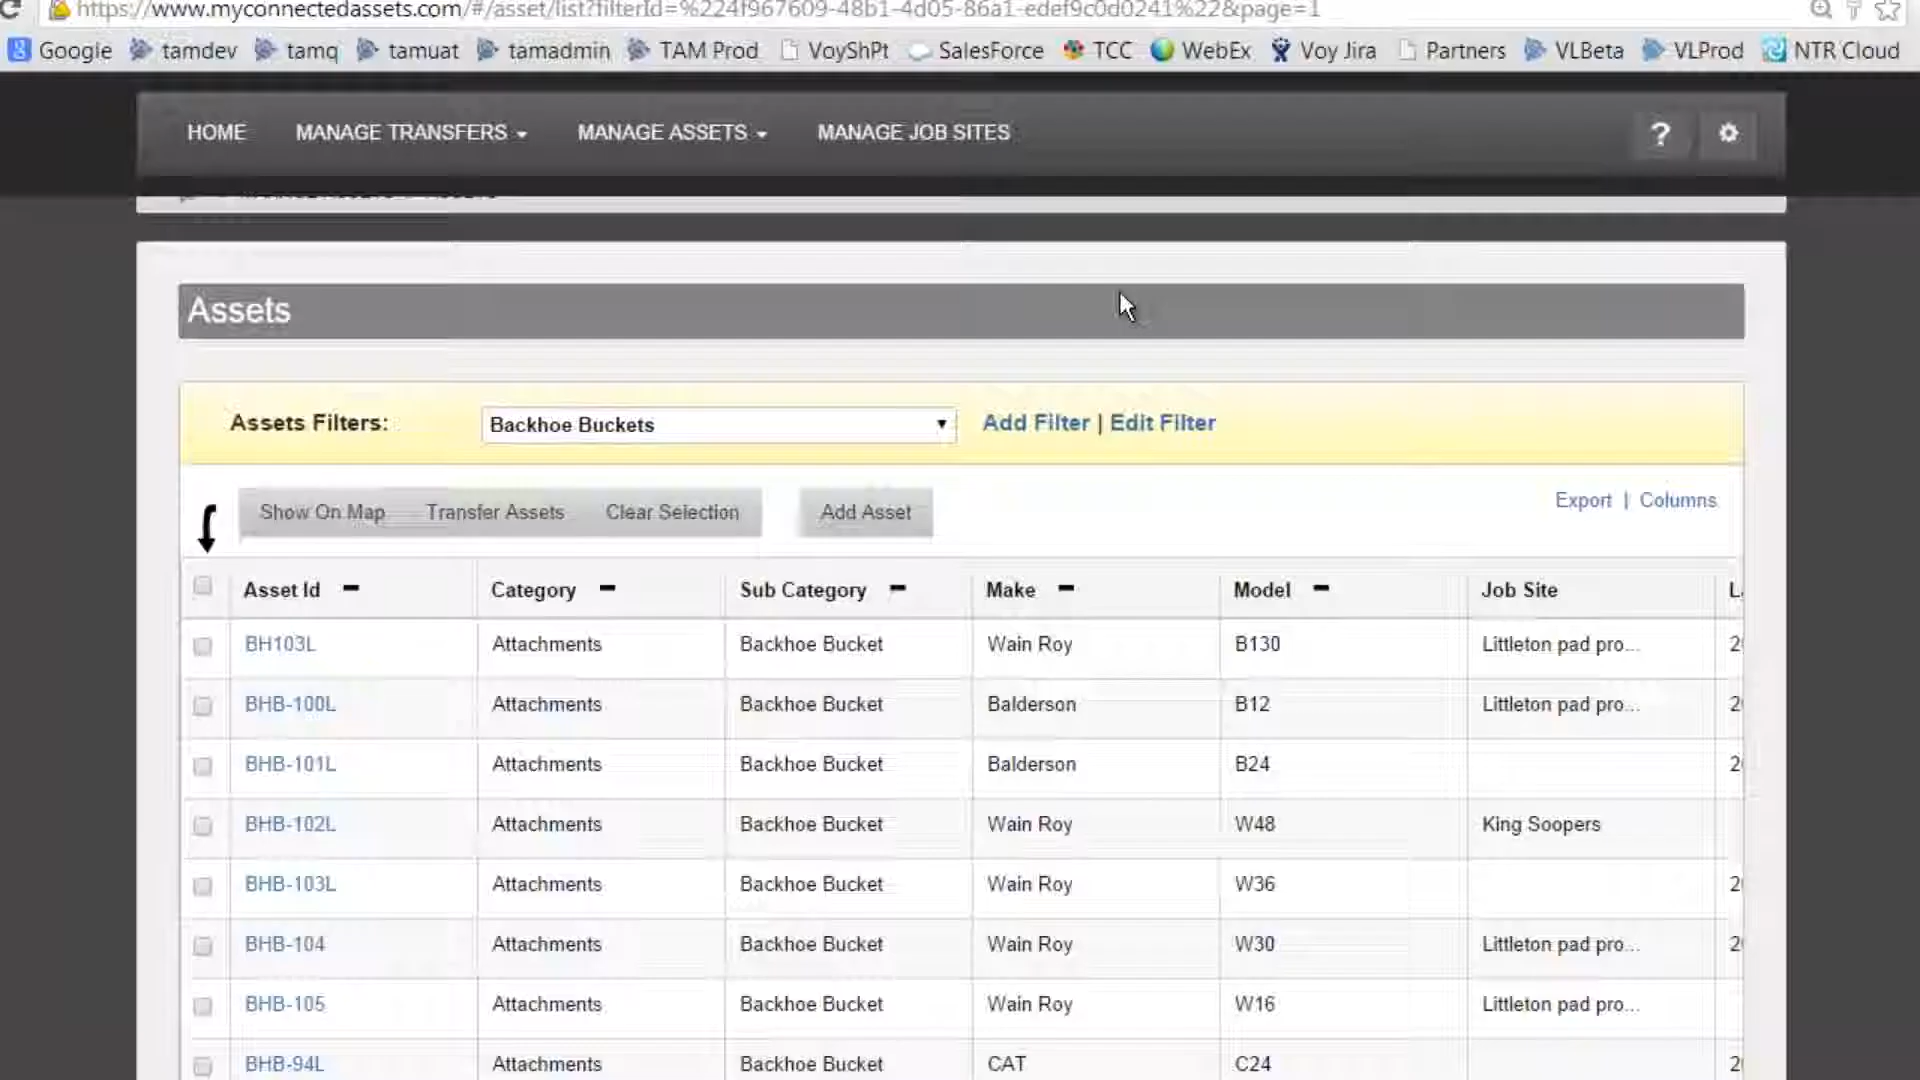 https://www.myconnectedassets.com/#/asset/list?filterId=%224f967609-48b1-4d05-86a1-edef9c0d0241%22&page=1
Google tamdev tamq tamuat tamadmin TAM Prod VoyShPt SalesForce TCC WebEx Voy Jira Partners VLBeta VLProd NTR Cloud
HOME MANAGE TRANSFERS MANAGE ASSETS MANAGE JOB SITES ?
Assets
Assets Filters: Backhoe Buckets Add Filter | Edit Filter
Show On Map Transfer Assets Clear Selection Add Asset Export | Columns
Asset Id Category Sub Category Make Model Job Site
BH103L Attachments Backhoe Bucket Wain Roy B130 Littleton pad pro...
BHB-100L Attachments Backhoe Bucket Balderson B12 Littleton pad pro...
BHB-101L Attachments Backhoe Bucket Balderson B24
BHB-102L Attachments Backhoe Bucket Wain Roy W48 King Soopers
BHB-103L Attachments Backhoe Bucket Wain Roy W36
BHB-104 Attachments Backhoe Bucket Wain Roy W30 Littleton pad pro...
BHB-105 Attachments Backhoe Bucket Wain Roy W16 Littleton pad pro...
BHB-94L Attachments Backhoe Bucket CAT C24